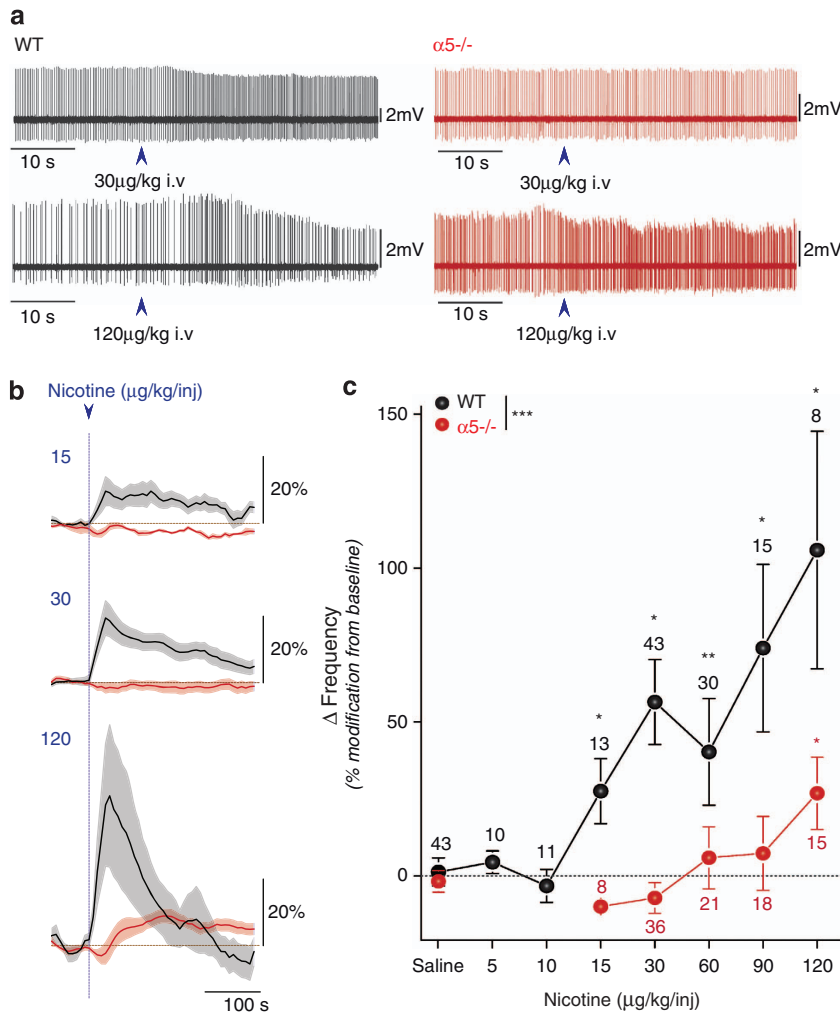 a
WT
α5-/-
2mV
2mV
10 s
10 s
30μg/kg i.v
30μg/kg i.v
2mV
2mV
10 s
10 s
120μg/kg i.v
120μg/kg i.v
b
Nicotine (μg/kg/inj)
15
20%
30
20%
120
20%
100 s
c
WT
α5-/-
***
Δ Frequency
(% modification from baseline)
150
100
50
0
43
10
11
*
13
*
43
**
30
*
15
*
8
8
36
21
18
*
15
Saline 5 10 15 30 60 90 120
Nicotine (μg/kg/inj)